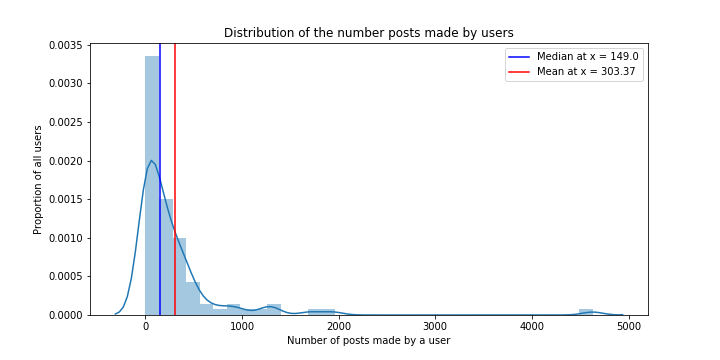 Distribution of the number posts made by users
Median at x = 149.0
Mean at x = 303.37
Proportion of all users
0.0035
0.0030
0.0025
0.0020
0.0015
0.0010
0.0005
0.0000
0 1000 2000 3000 4000 5000
Number of posts made by a user